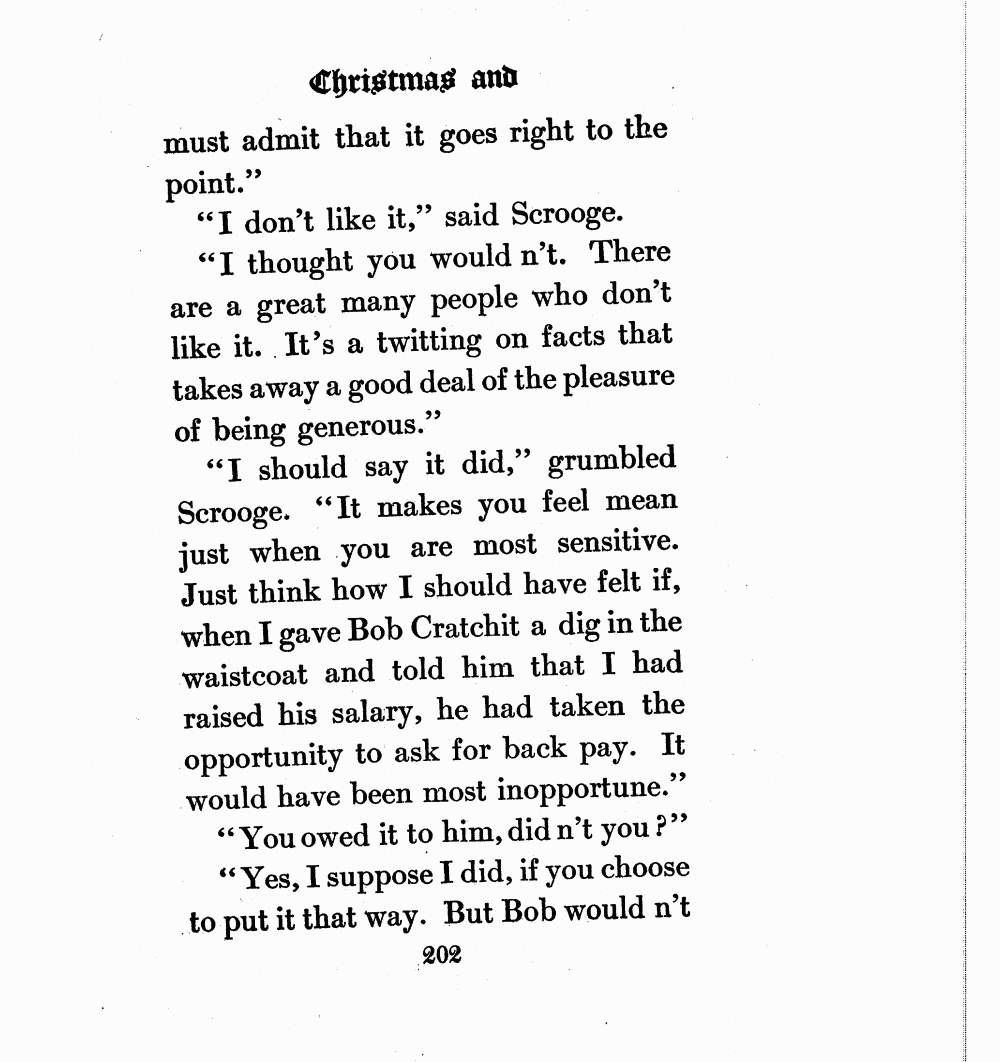 Christmas and
must admit that it goes right to the
point.”
“I don’t like it,” said Scrooge.
“I thought you would n’t. There
are a great many people who don’t
like it. It’s a twitting on facts that
takes away a good deal of the pleasure
of being generous.”
“I should say it did,” grumbled
Scrooge. “It makes you feel mean
just when you are most sensitive.
Just think how I should have felt if,
when I gave Bob Cratchit a dig in the
waistcoat and told him that I had
raised his salary, he had taken the
opportunity to ask for back pay. It
would have been most inopportune.”
“You owed it to him, did n’t you?”
“Yes, I suppose I did, if you choose
to put it that way. But Bob would n’t
202